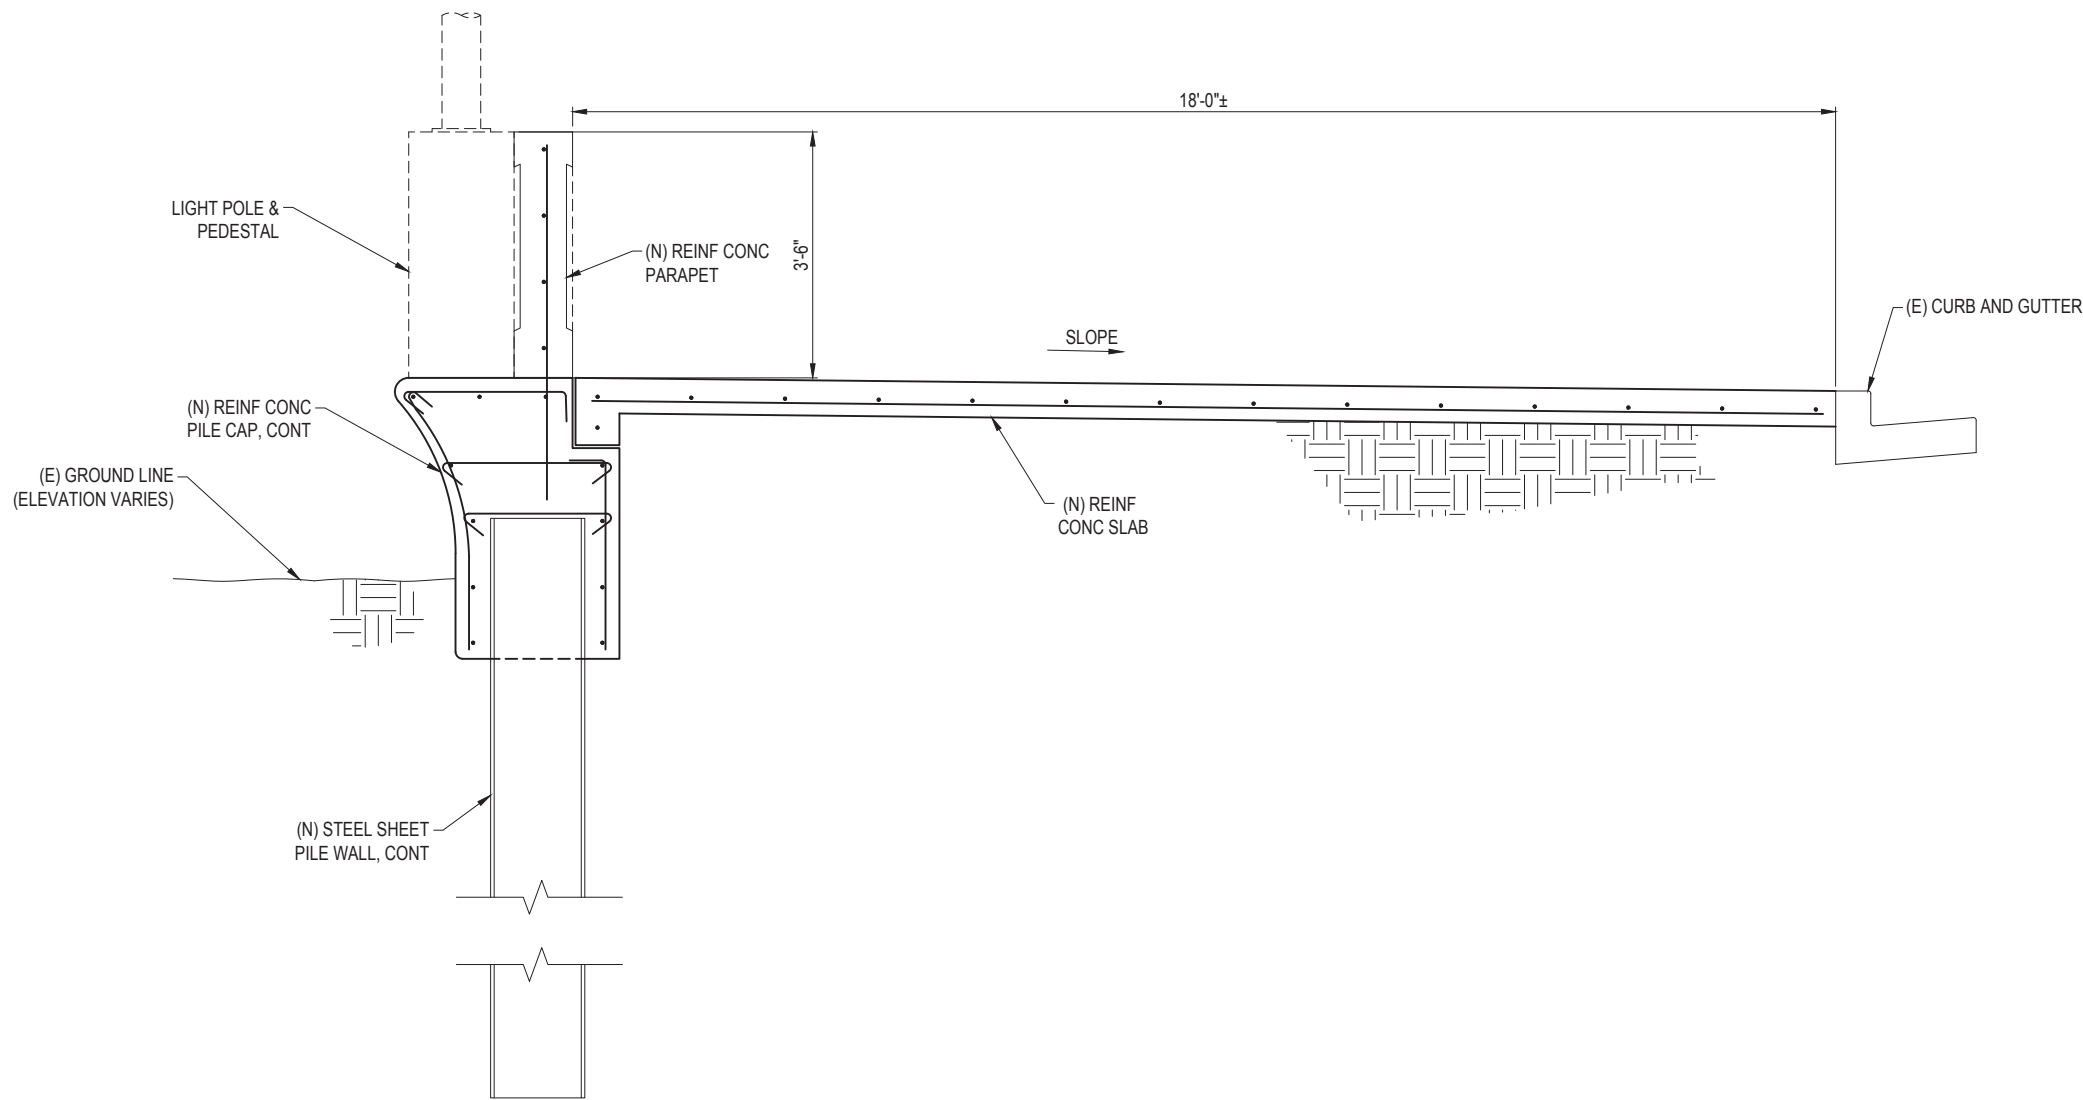 18'-0"±
LIGHT POLE &
PEDESTAL
(N) REINF CONC
PARAPET
3'-6"
(E) CURB AND GUTTER
SLOPE
(N) REINF CONC
PILE CAP, CONT
(E) GROUND LINE
(ELEVATION VARIES)
(N) REINF
CONC SLAB
(N) STEEL SHEET
PILE WALL, CONT